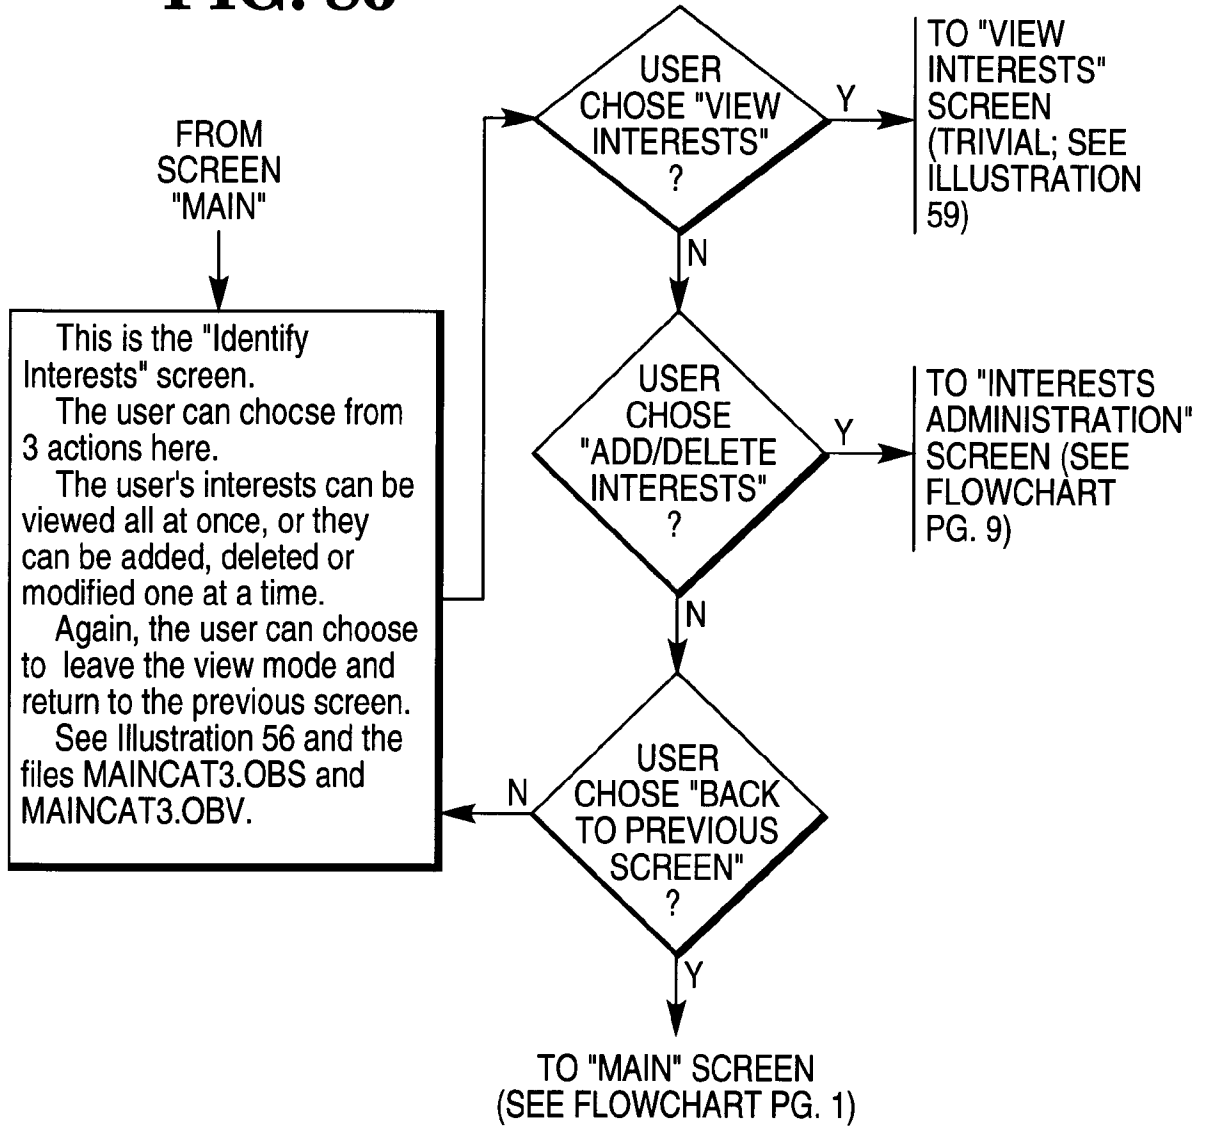 FROM
SCREEN
"MAIN"
This is the "Identify
Interests" screen.
The user can chocse from
3 actions here.
The user's interests can be
viewed all at once, or they
can be added, deleted or
modified one at a time.
Again, the user can choose
to leave the view mode and
return to the previous screen.
See Illustration 56 and the
files MAINCAT3.OBS and
MAINCAT3.OBV.
USER
CHOSE "VIEW
INTERESTS"
?
Y
TO "VIEW
INTERESTS"
SCREEN
(TRIVIAL; SEE
ILLUSTRATION
59)
N
USER
CHOSE
"ADD/DELETE
INTERESTS"
?
Y
TO "INTERESTS
ADMINISTRATION"
SCREEN (SEE
FLOWCHART
PG. 9)
N
USER
CHOSE "BACK
TO PREVIOUS
SCREEN"
?
N
Y
TO "MAIN" SCREEN
(SEE FLOWCHART PG. 1)